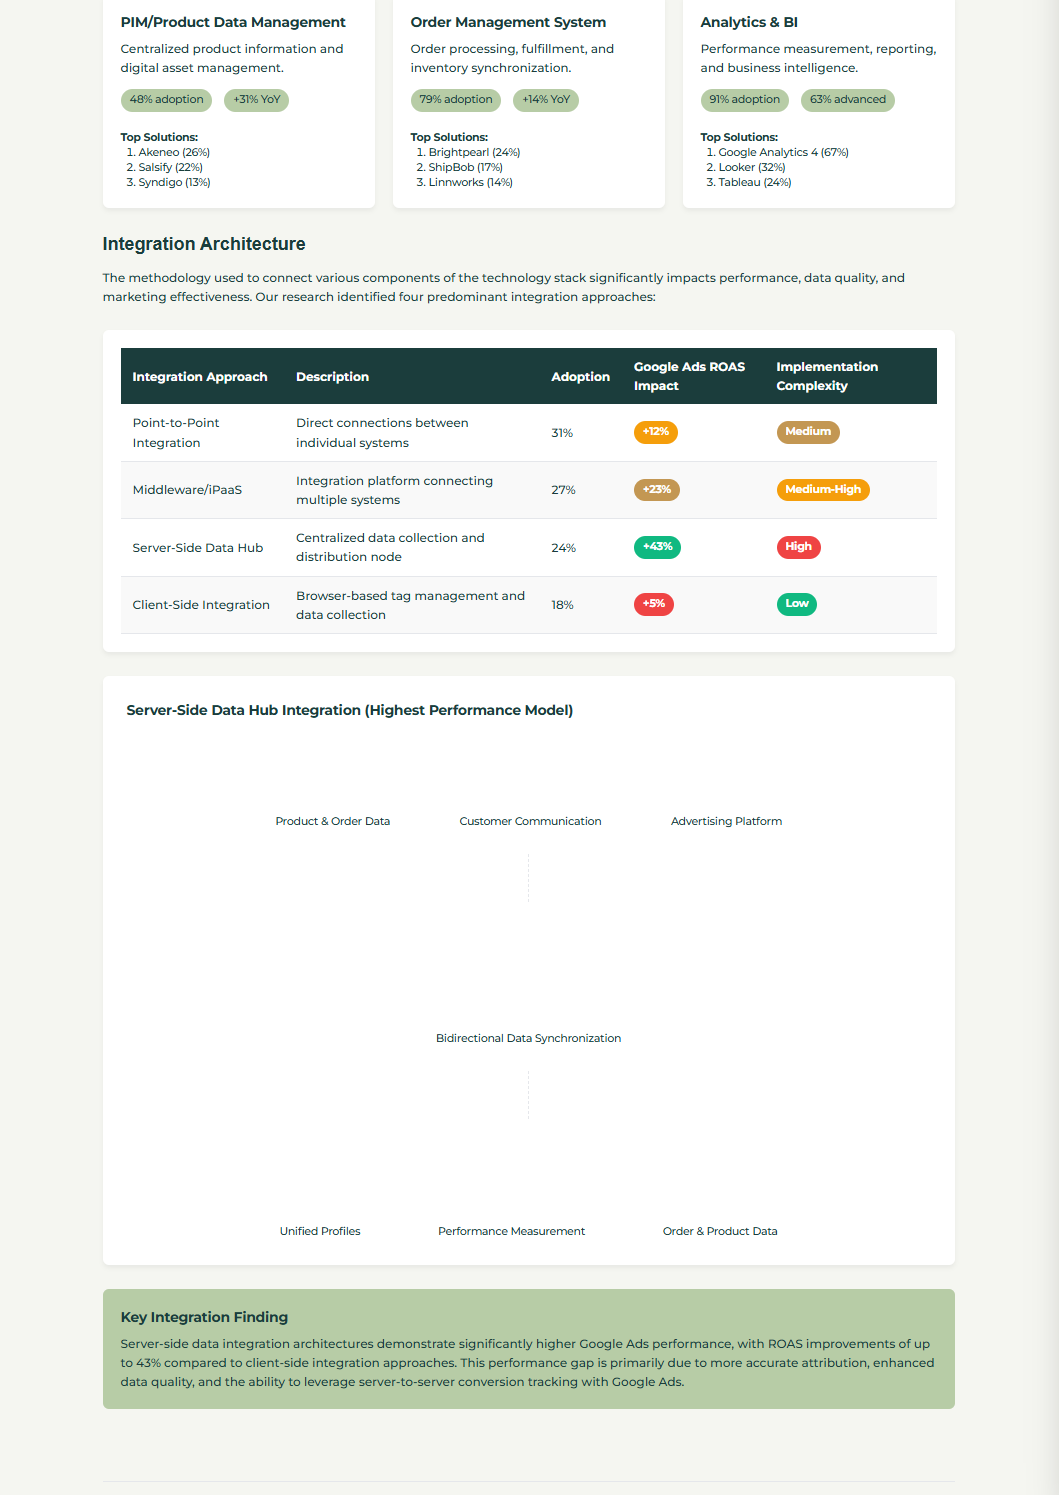 PIM/Product Data Management
Centralized product information and
digital asset management.
48% adoption
+31% YoY
Top Solutions:
1. Akeneo (26%)
2. Salsify (22%)
3. Syndigo (13%)
Order Management System
Order processing, fulfillment, and
inventory synchronization.
79% adoption
+14% YoY
Top Solutions:
1. Brightpearl (24%)
2. ShipBob (17%)
3. Linnworks (14%)
Analytics & BI
Performance measurement, reporting,
and business intelligence.
91% adoption
63% advanced
Top Solutions:
1. Google Analytics 4 (67%)
2. Looker (32%)
3. Tableau (24%)
Integration Architecture
The methodology used to connect various components of the technology stack significantly impacts performance, data quality, and
marketing effectiveness. Our research identified four predominant integration approaches:
Integration Approach
Description
Adoption
Google Ads ROAS
Impact
Implementation
Complexity
Point-to-Point
Integration
Direct connections between
individual systems
31%
+12%
Medium
Middleware/iPaaS
Integration platform connecting
multiple systems
27%
+23%
Medium-High
Server-Side Data Hub
Centralized data collection and
distribution node
24%
+43%
High
Client-Side Integration
Browser-based tag management and
data collection
18%
+5%
Low
Server-Side Data Hub Integration (Highest Performance Model)
Product & Order Data
Customer Communication
Advertising Platform
Bidirectional Data Synchronization
Unified Profiles
Performance Measurement
Order & Product Data
Key Integration Finding
Server-side data integration architectures demonstrate significantly higher Google Ads performance, with ROAS improvements of up
to 43% compared to client-side integration approaches. This performance gap is primarily due to more accurate attribution, enhanced
data quality, and the ability to leverage server-to-server conversion tracking with Google Ads.